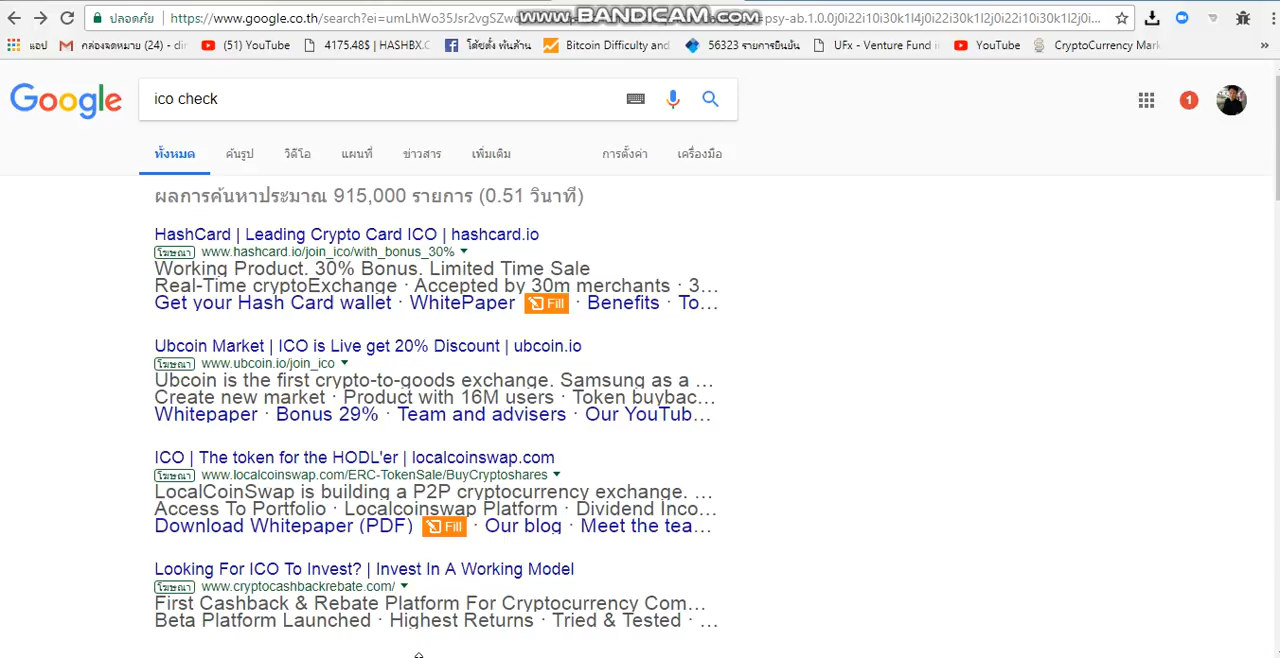 ปลอดภัย https://www.google.co.th/search?ei=umLhWo35Jsr2vgSZw
www.BANDICAM.com
=psy-ab.1.0.0j0i22i10i30k1l4j0i22i30k1l2j0i22i10i30k1l2j0i...
แอป กล่องจดหมาย (24) - dir (51) YouTube 4175.48$ | HASHBX.C โต๊ชตั้ง พันล้าน Bitcoin Difficulty and 56323 รายการยืนยัน UFx - Venture Fund YouTube CryptoCurrency Mark »
Google ico check 1
ทั้งหมด ค้นรูป วิดีโอ แผนที่ ข่าวสาร เพิ่มเติม การตั้งค่า เครื่องมือ
ผลการค้นหาประมาณ 915,000 รายการ (0.51 วินาที)
HashCard | Leading Crypto Card ICO | hashcard.io
โฆษณา www.hashcard.io/join_ico/with_bonus_30%
Working Product. 30% Bonus. Limited Time Sale
Real-Time cryptoExchange · Accepted by 30m merchants · 3...
Get your Hash Card wallet · WhitePaper Fill · Benefits · To...
Ubcoin Market | ICO is Live get 20% Discount | ubcoin.io
โฆษณา www.ubcoin.io/join_ico
Ubcoin is the first crypto-to-goods exchange. Samsung as a ...
Create new market · Product with 16M users · Token buybac...
Whitepaper · Bonus 29% · Team and advisers · Our YouTub...
ICO | The token for the HODL'er | localcoinswap.com
โฆษณา www.localcoinswap.com/ERC-TokenSale/BuyCryptoshares
LocalCoinSwap is building a P2P cryptocurrency exchange. ...
Access To Portfolio · Localcoinswap Platform · Dividend Inco...
Download Whitepaper (PDF) Fill · Our blog · Meet the tea...
Looking For ICO To Invest? | Invest In A Working Model
โฆษณา www.cryptocashbackrebate.com/
First Cashback & Rebate Platform For Cryptocurrency Com...
Beta Platform Launched · Highest Returns · Tried & Tested · ...